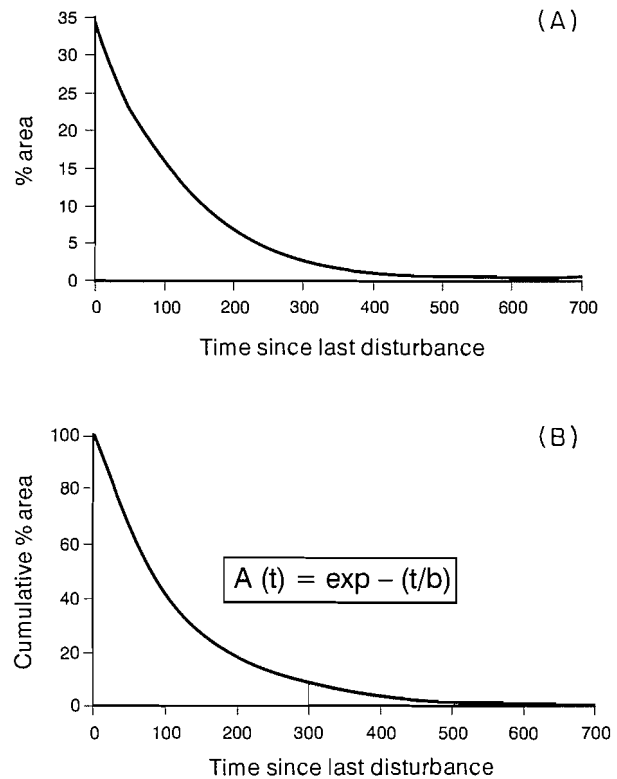 (A)
35
30
25
20
15
10
5
0
% area
0 100 200 300 400 500 600 700
Time since last disturbance
(B)
100
80
60
40
20
0
Cumulative % area
A (t) = exp – (t/b)
0 100 200 300 400 500 600 700
Time since last disturbance